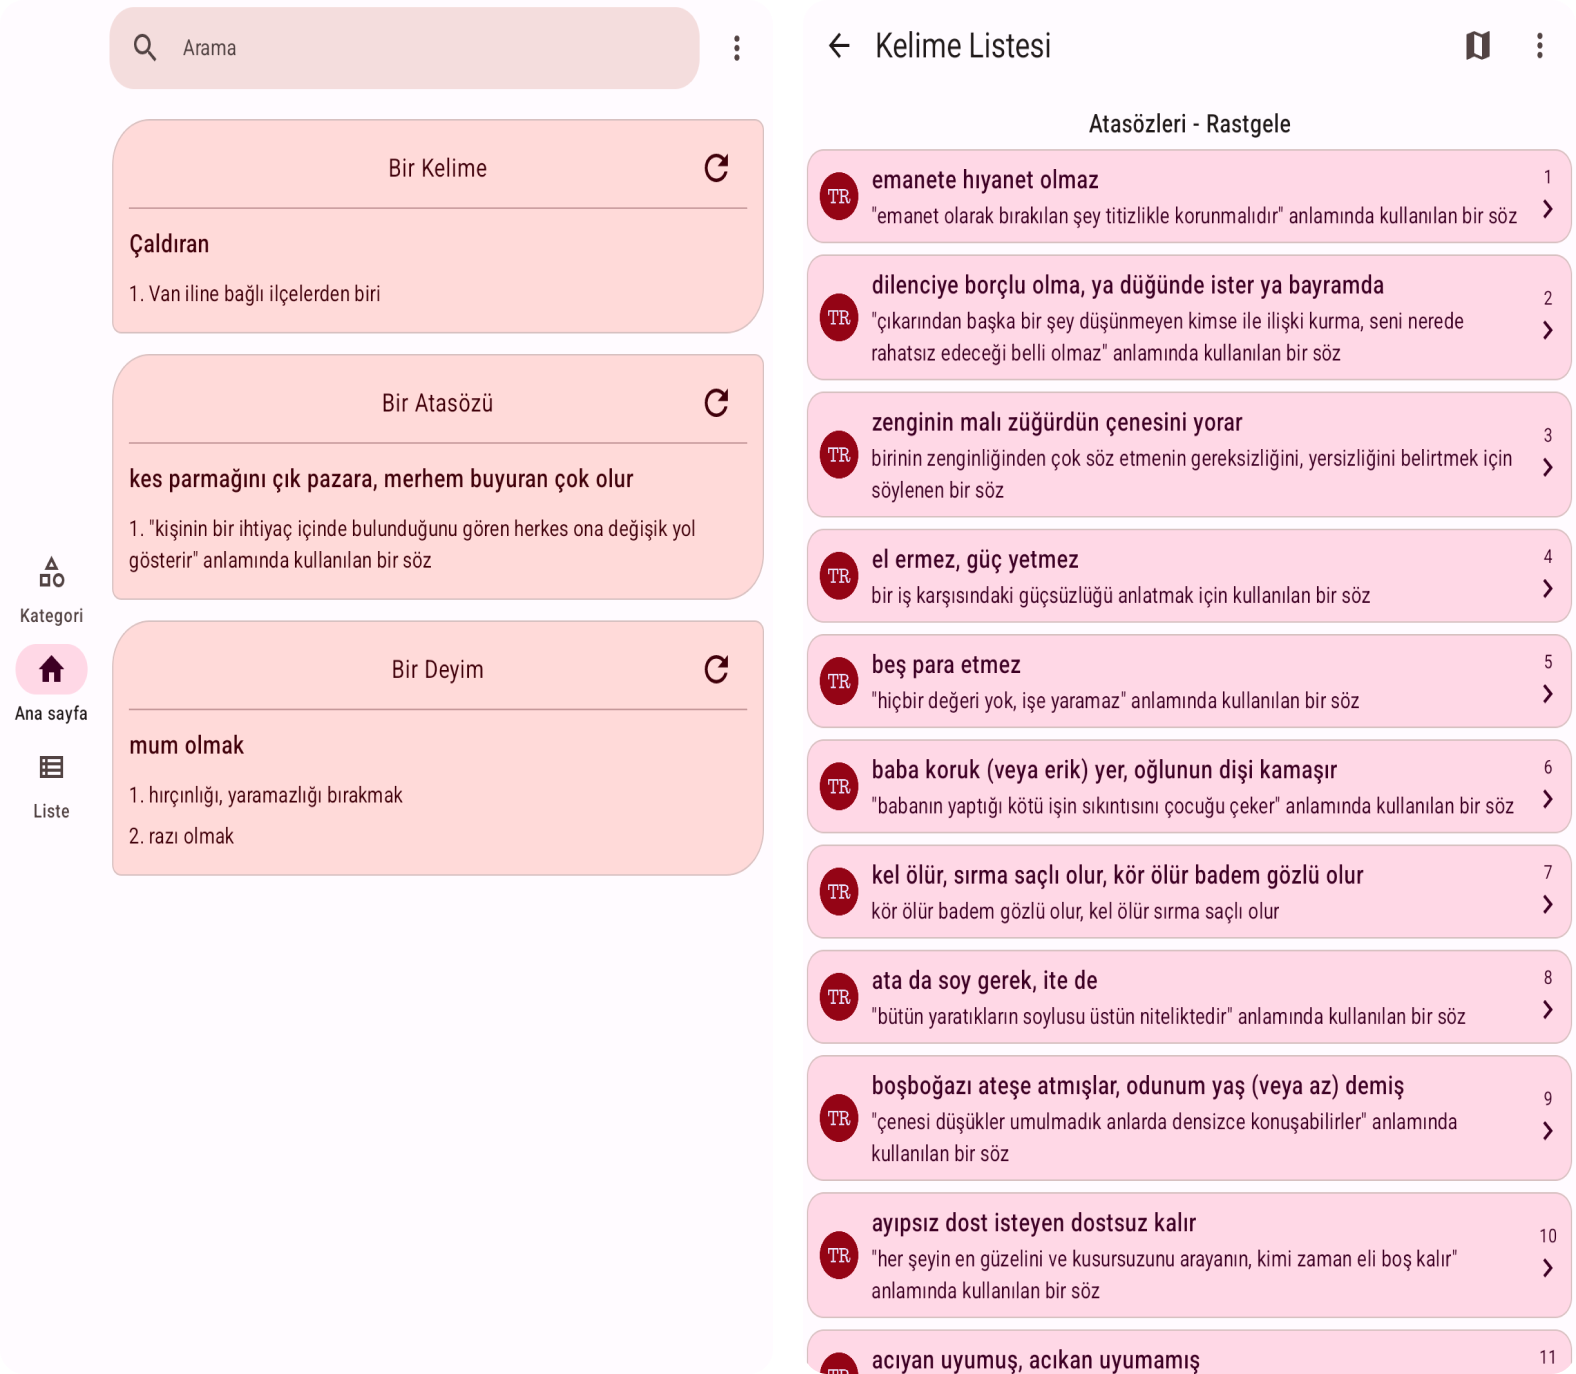 Arama
Bir Kelime
Çaldıran
1. Van iline bağlı ilçelerden biri
Bir Atasözü
kes parmağını çık pazara, merhem buyuran çok olur
1. "kişinin bir ihtiyaç içinde bulunduğunu gören herkes ona değişik yol
gösterir" anlamında kullanılan bir söz
Kategori
Ana sayfa
Liste
Bir Deyim
mum olmak
1. hırçınlığı, yaramazlığı bırakmak
2. razı olmak
Kelime Listesi
Atasözleri - Rastgele
TR
emanete hıyanet olmaz
1
"emanet olarak bırakılan şey titizlikle korunmalıdır" anlamında kullanılan bir söz
TR
dilenciye borçlu olma, ya düğünde ister ya bayramda
2
"çıkarından başka bir şey düşünmeyen kimse ile ilişki kurma, seni nerede
rahatsız edeceği belli olmaz" anlamında kullanılan bir söz
TR
zenginin malı züğürdün çenesini yorar
3
birinin zenginliğinden çok söz etmenin gereksizliğini, yersizliğini belirtmek için
söylenen bir söz
TR
el ermez, güç yetmez
4
bir iş karşısındaki güçsüzlüğü anlatmak için kullanılan bir söz
TR
beş para etmez
5
"hiçbir değeri yok, işe yaramaz" anlamında kullanılan bir söz
TR
baba koruk (veya erik) yer, oğlunun dişi kamaşır
6
"babanın yaptığı kötü işin sıkıntısını çocuğu çeker" anlamında kullanılan bir söz
TR
kel ölür, sırma saçlı olur, kör ölür badem gözlü olur
7
kör ölür badem gözlü olur, kel ölür sırma saçlı olur
TR
ata da soy gerek, ite de
8
"bütün yaratıkların soylusu üstün niteliktedir" anlamında kullanılan bir söz
TR
boşboğazı ateşe atmışlar, odunum yaş (veya az) demiş
9
"çenesi düşükler umulmadık anlarda densizce konuşabilirler" anlamında
kullanılan bir söz
TR
ayıpsız dost isteyen dostsuz kalır
10
"her şeyin en güzelini ve kusursuzunu arayanın, kimi zaman eli boş kalır"
anlamında kullanılan bir söz
TR
acıyan uyumuş, acıkan uyumamış
11